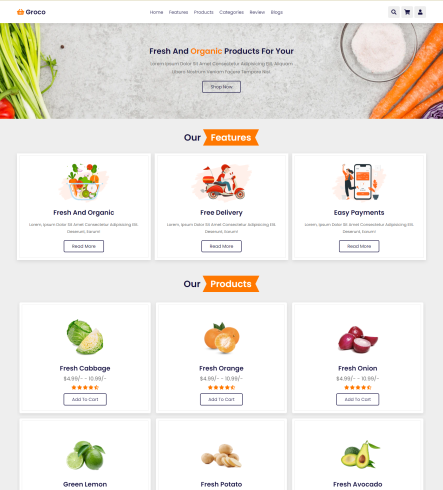 Groco
Home Features Products Categories Review Blogs
Fresh And Organic Products For Your
Lorem Ipsum Dolor Sit Amet Consectetur Adipisicing Elit. Aliquam
Libero Nostrum Veniam Facere Tempore Nisi
Shop Now
Our Features
Fresh And Organic
Lorem, Ipsum Dolor Sit Amet Consectetur Adipisicing Elit.
Deserunt, Earum!
Read More
Free Delivery
Lorem, Ipsum Dolor Sit Amet Consectetur Adipisicing Elit.
Deserunt, Earum!
Read More
Easy Payments
Lorem, Ipsum Dolor Sit Amet Consectetur Adipisicing Elit.
Deserunt, Earum!
Read More
Our Products
Fresh Cabbage
$4.99/- - 10.99/-
Add To Cart
Fresh Orange
$4.99/- - 10.99/-
Add To Cart
Fresh Onion
$4.99/- - 10.99/-
Add To Cart
Green Lemon
Fresh Potato
Fresh Avocado